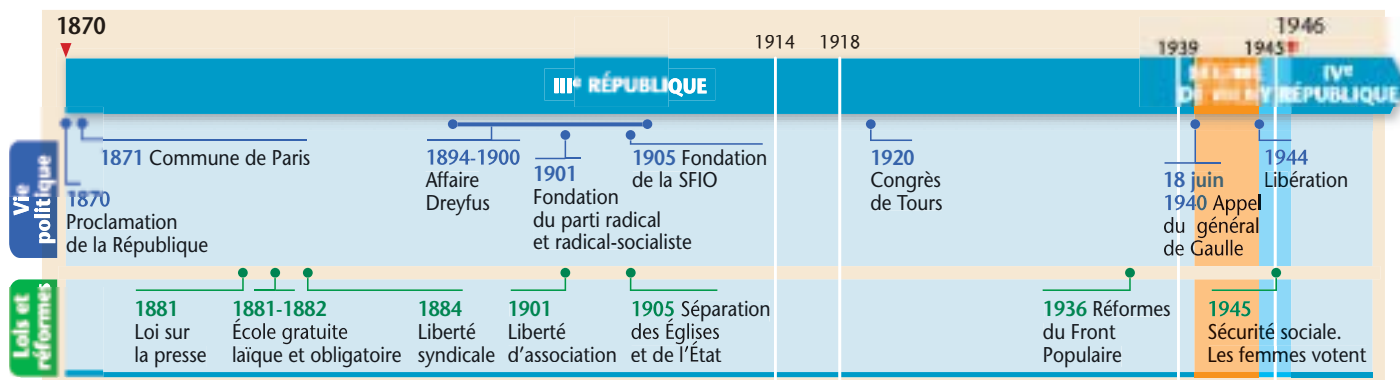 1870
1914
1918
1939
1945
1946
IIIe RÉPUBLIQUE
DE VICHY
IVe
RÉPUBLIQUE
Vie
politique
1871 Commune de Paris
1870
Proclamation
de la République
1894-1900
Affaire
Dreyfus
1901
Fondation
du parti radical
et radical-socialiste
1905 Fondation
de la SFIO
1920
Congrès
de Tours
18 juin
1940 Appel
du général
de Gaulle
1944
Libération
Lois et
réformes
1881
Loi sur
la presse
1881-1882
École gratuite
laïque et obligatoire
1884
Liberté
syndicale
1901
Liberté
d'association
1905 Séparation
des Églises
et de l'État
1936 Réformes
du Front
Populaire
1945
Sécurité sociale.
Les femmes votent